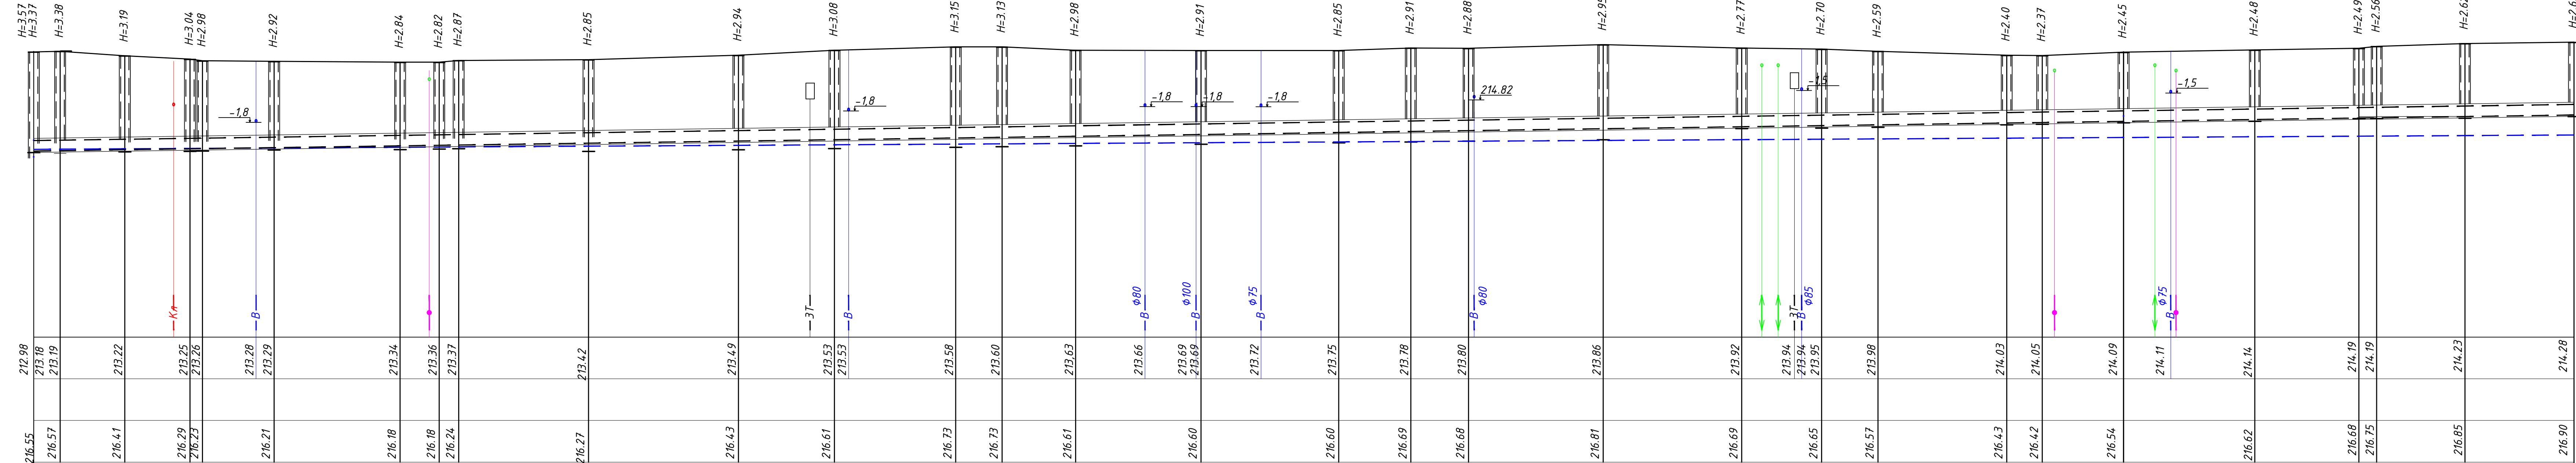 H=3.57 H=3.37 H=3.38 H=3.19 H=3.04 H=2.98 H=2.92 H=2.84 H=2.82 H=2.87 H=2.85 H=2.94 H=3.08 H=3.15 H=3.13 H=2.98 H=2.91 H=2.85 H=2.91 H=2.88 H=2.95 H=2.77 H=2.70 H=2.59 H=2.40 H=2.37 H=2.45 H=2.48 H=2.49 H=2.56 H=2.62
-1,8 -1,8 -1,8 -1,8 -1,8 214.82 -1,5 -1,5
Ф80 Ф100 Ф75 Ф80 Ф85 Ф75
Кл В 3Т В В В В В 3Т В В
212.98 213.18 213.19 213.22 213.25 213.26 213.28 213.29 213.34 213.36 213.37 213.42 213.49 213.53 213.53 213.58 213.60 213,63 213.66 213.69 213.69 213.72 213.75 213.78 213.80 213.86 213.92 213.94 213.94 213.95 213.98 214.03 214.05 214.09 214.11 214.14 214.19 214.19 214.23 214.28
216.55 216.57 216.41 216.29 216.23 216.21 216.18 216.18 216.24 216.27 216.43 216.61 216.73 216.73 216.61 216.60 216.60 216.69 216.68 216.81 216.69 216.65 216.57 216.43 216.42 216.54 216.62 216.68 216.75 216.85 216.90